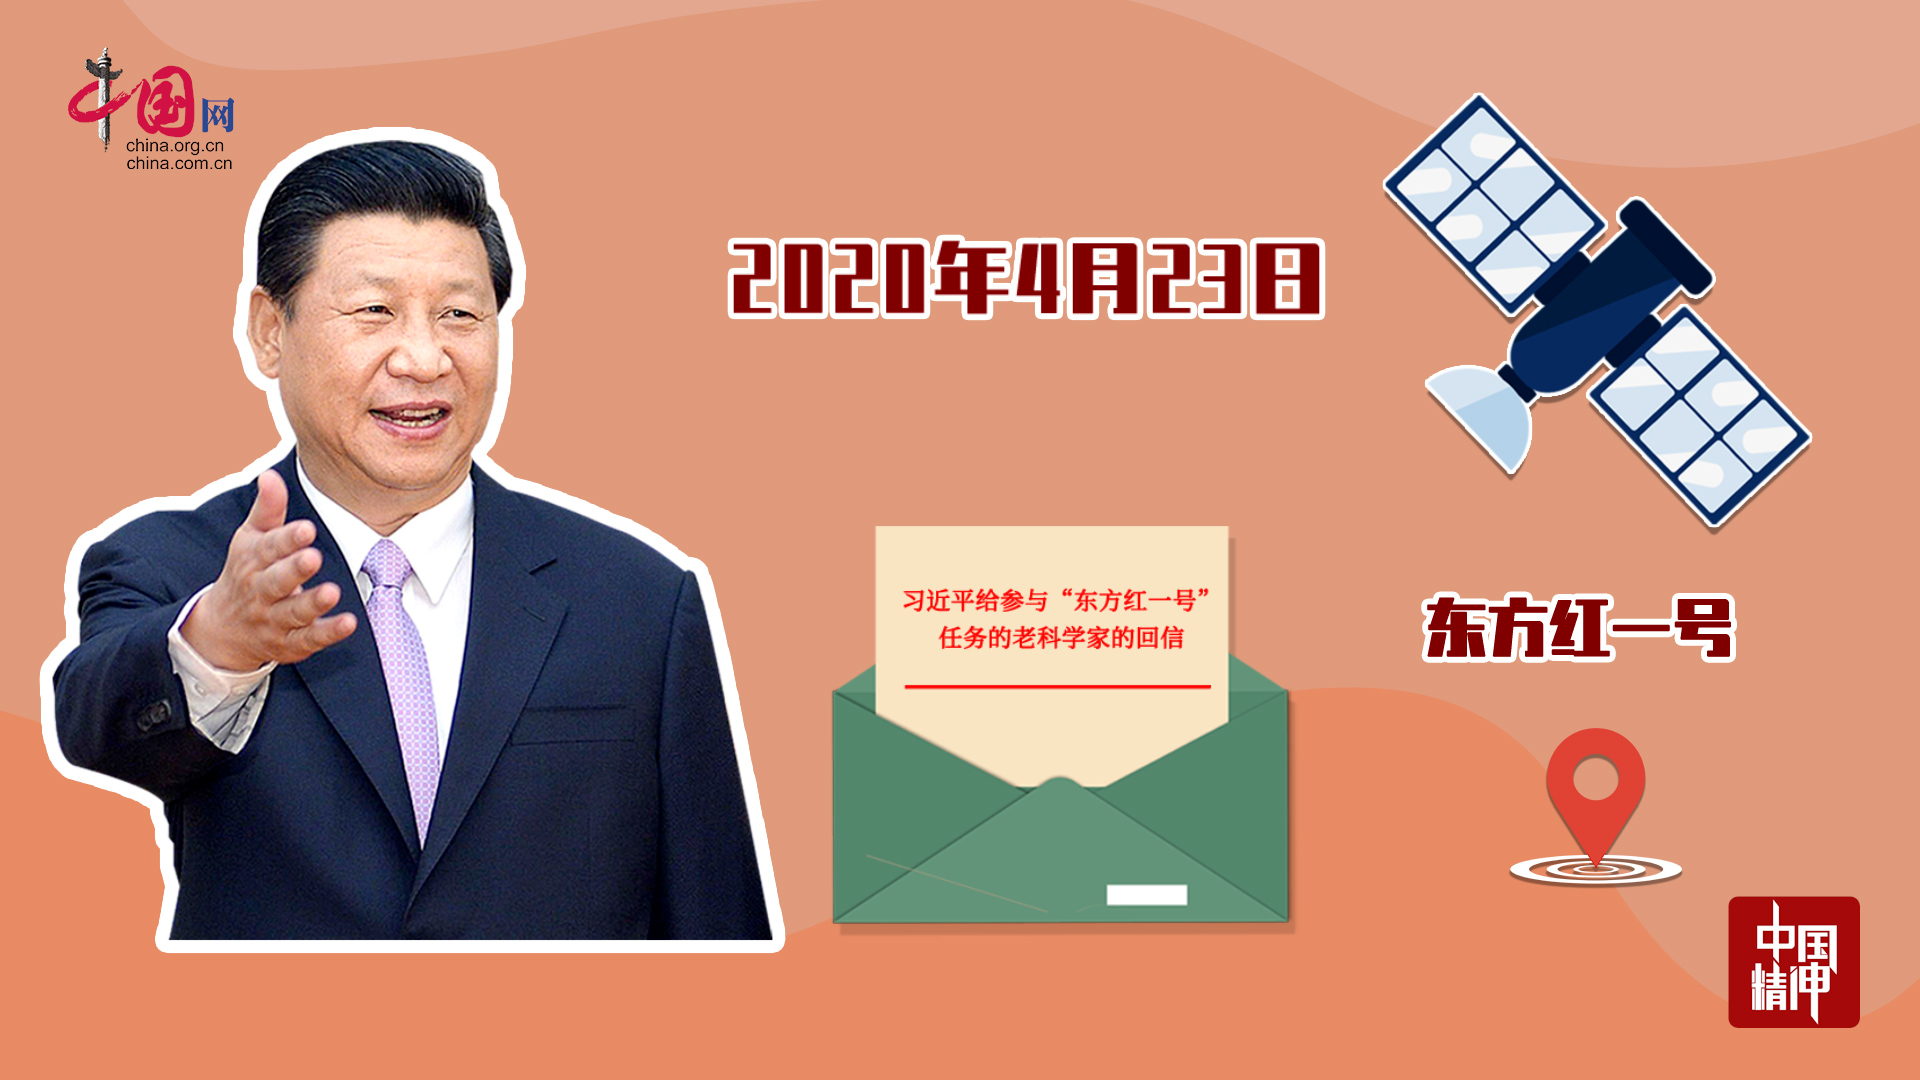 中国网
china.org.cn
china.com.cn
2020年4月23日
习近平给参与“东方红一号”
任务的老科学家的回信
东方红一号
中国
精神